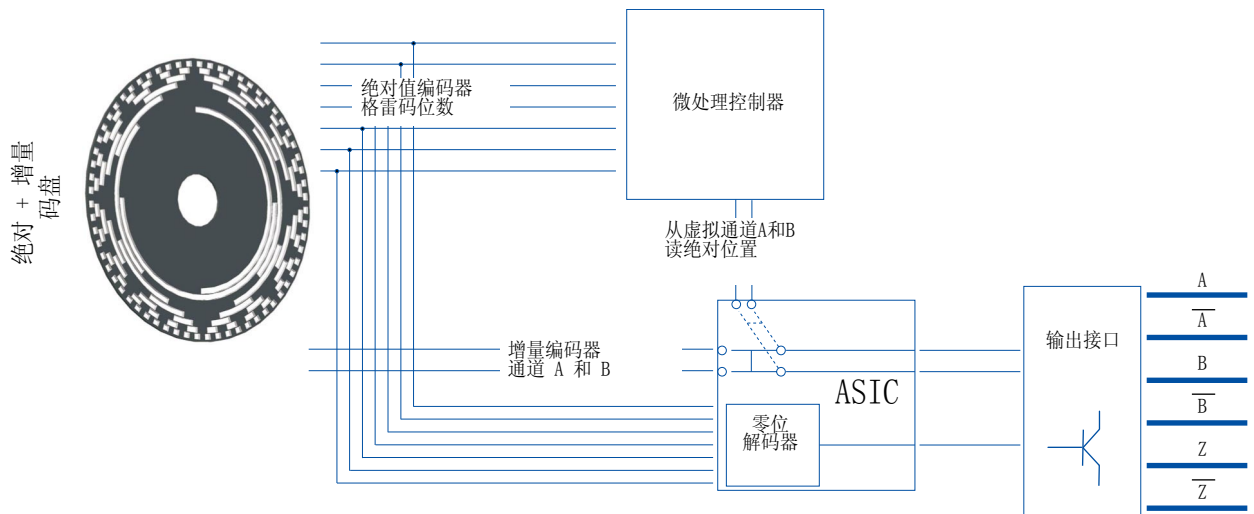 绝对 + 增量
码盘
绝对值编码器
格雷码位数
微处理控制器
从虚拟通道A和B
读绝对位置
增量编码器
通道 A 和 B
ASIC
零位
解码器
输出接口
A
A̅
B
B̅
Z
Z̅